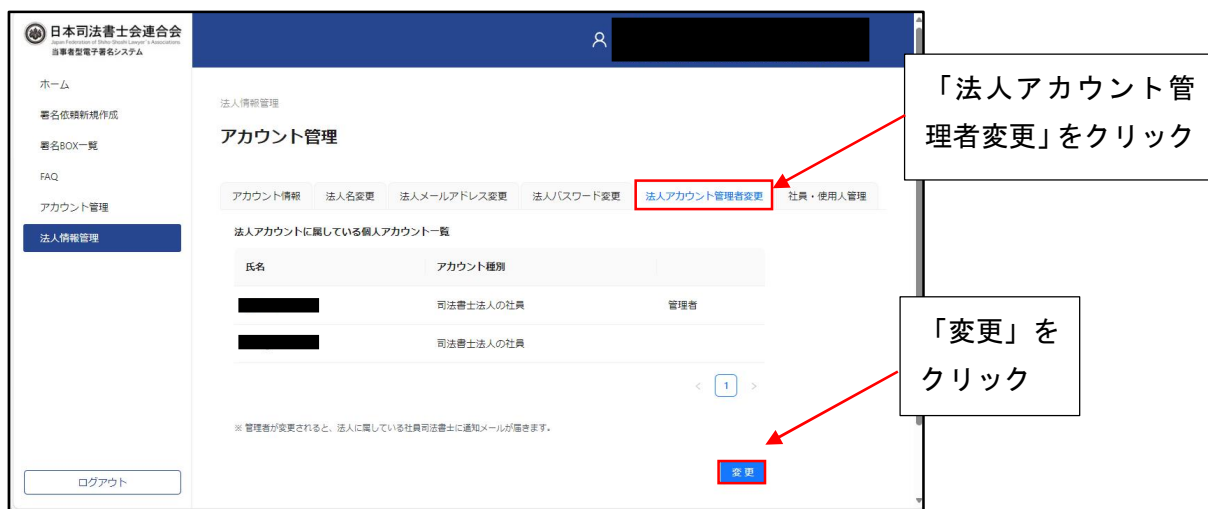 日本司法書士会連合会
Japan Federation of Shiho-Shoshi Lawyer's Associations
当事者型電子署名システム
ホーム
署名依頼新規作成
署名BOX一覧
FAQ
アカウント管理
法人情報管理
ログアウト
法人情報管理
アカウント管理
アカウント情報 法人名変更 法人メールアドレス変更 法人パスワード変更 法人アカウント管理者変更 社員・使用人管理
法人アカウントに属している個人アカウント一覧
氏名 アカウント種別
司法書士法人の社員 管理者
司法書士法人の社員
< 1 >
※ 管理者が変更されると、法人に属している社員司法書士に通知メールが届きます。
変更
「法人アカウント管
理者変更」をクリック
「変更」を
クリック